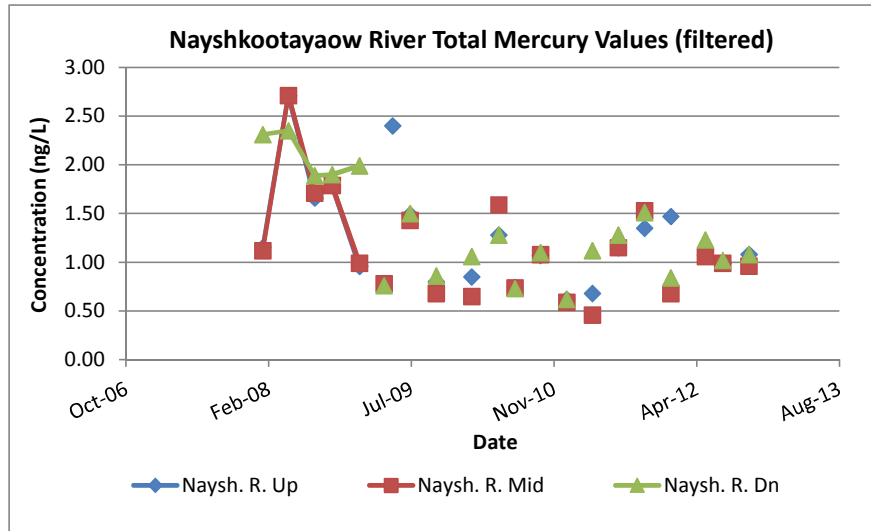 Nayshkootayaow River Total Mercury Values (filtered)
3.00
2.50
2.00
1.50
1.00
0.50
0.00
Concentration (ng/L)
Oct-06 Feb-08 Jul-09 Nov-10 Apr-12 Aug-13
Date
Naysh. R. Up Naysh. R. Mid Naysh. R. Dn